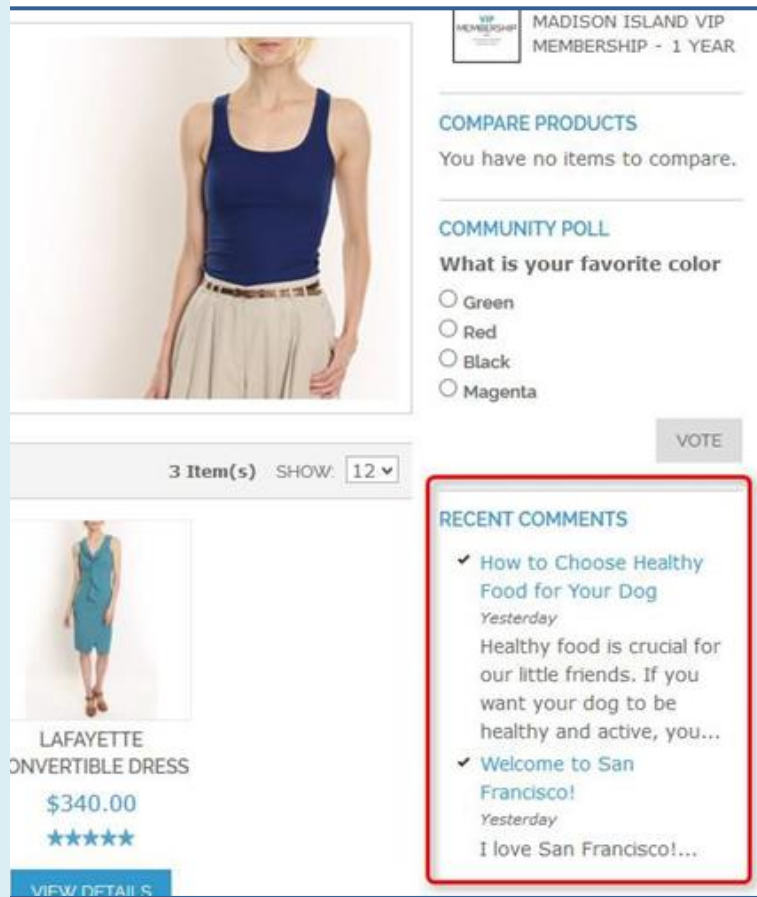 VIP
MEMBERSHIP
MADISON ISLAND VIP
MEMBERSHIP - 1 YEAR
COMPARE PRODUCTS
You have no items to compare.
COMMUNITY POLL
What is your favorite color
Green
Red
Black
Magenta
VOTE
3 Item(s) SHOW: 12
RECENT COMMENTS
How to Choose Healthy
Food for Your Dog
Yesterday
Healthy food is crucial for
our little friends. If you
want your dog to be
healthy and active, you...
Welcome to San
Francisco!
Yesterday
I love San Francisco!...
LAFAYETTE
ONVERTIBLE DRESS
$340.00
VIEW DETAILS